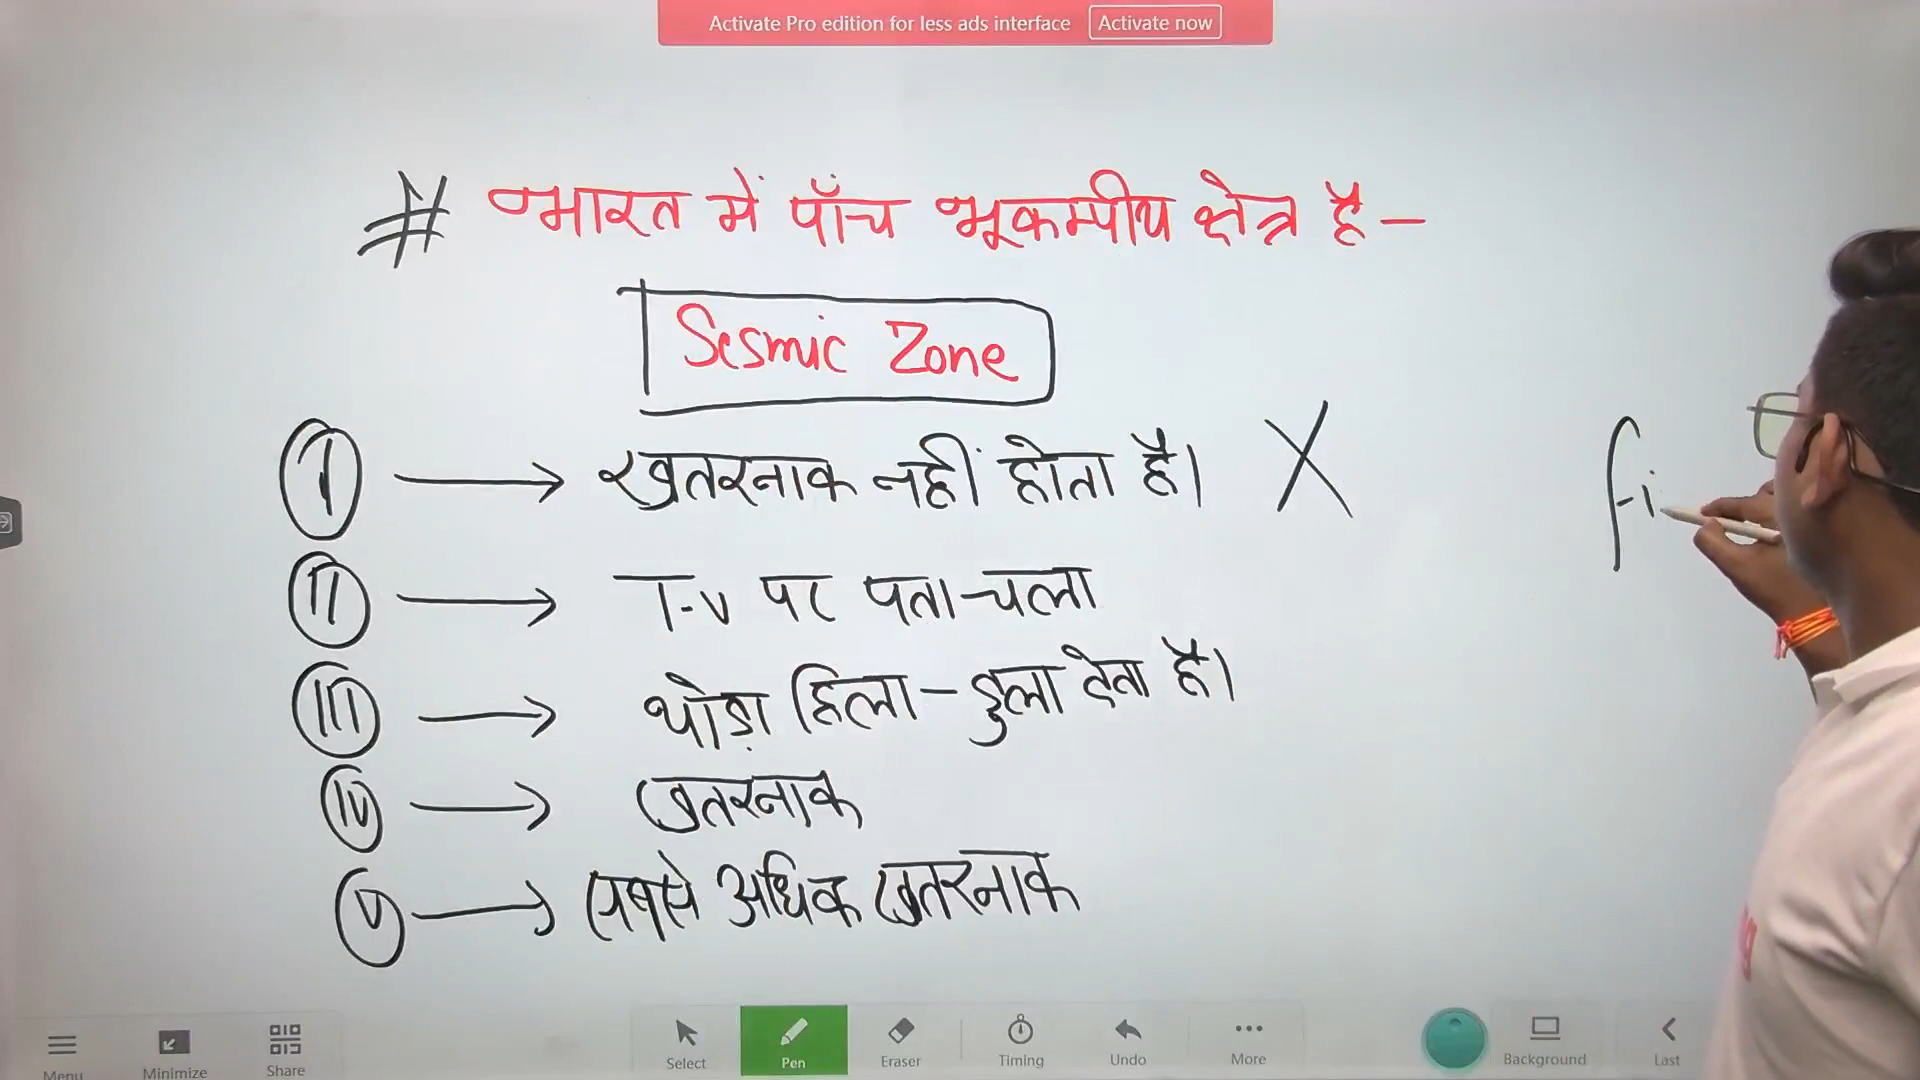 Activate Pro edition for less ads interface Activate now
# भारत में पाँच भूकम्पीय क्षेत्र है -
Sesmic Zone
I → खतरनाक नहीं होता है। X
fi
II → T-V पर पता चला
III → थोड़ा हिला - डुला देता है।
IV → खतरनाक
V → सबसे अधिक खतरनाक
Menu Minimize Share Select Pen Eraser Timing Undo More Background Last